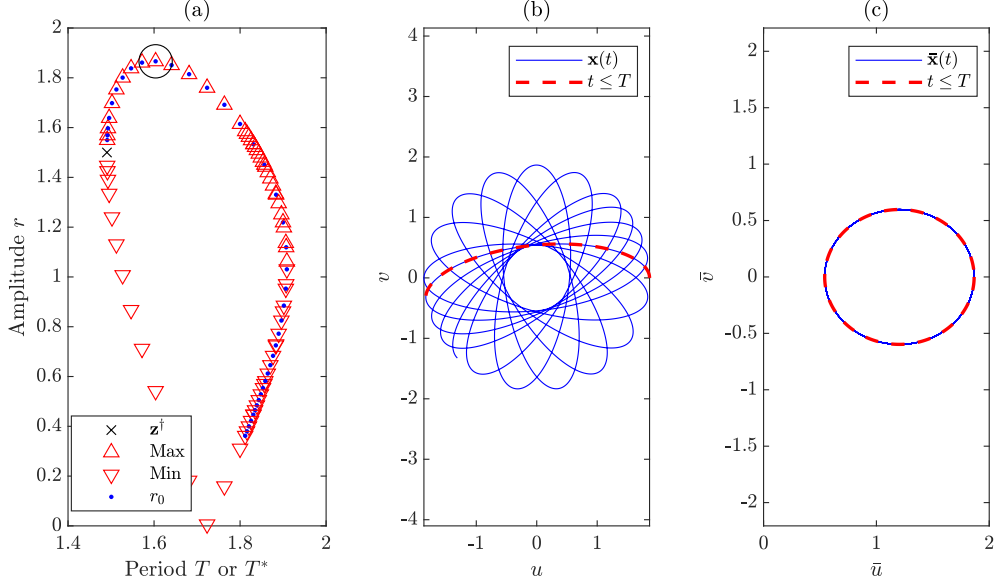 (a)
2
1.8
1.6
1.4
1.2
1
0.8
0.6
0.4
0.2
0
Amplitude r
z†
Max
Min
r₀
1.4
1.6
1.8
2
Period T or T*
(b)
x(t)
t ≤ T
4
3
2
1
0
-1
-2
-3
-4
v
-1
0
1
u
(c)
x̄(t)
t ≤ T
2
1.5
1
0.5
0
-0.5
-1
-1.5
-2
v̄
0
1
2
ū